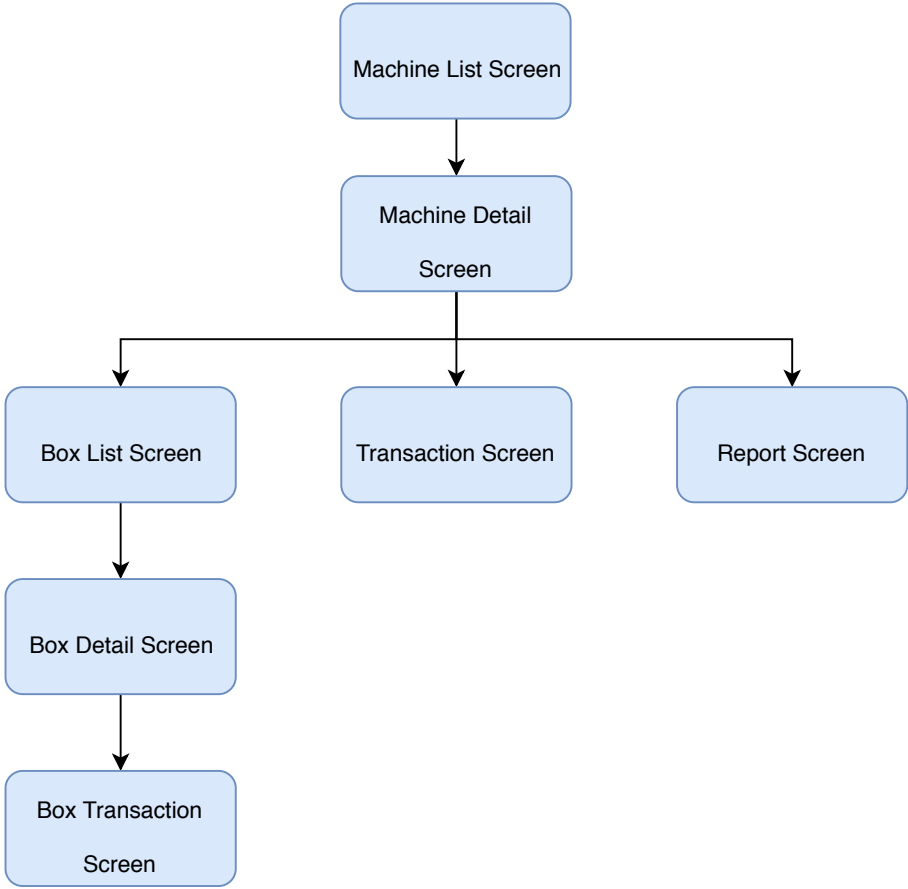 Machine List Screen
Machine Detail
Screen
Box List Screen
Transaction Screen
Report Screen
Box Detail Screen
Box Transaction
Screen